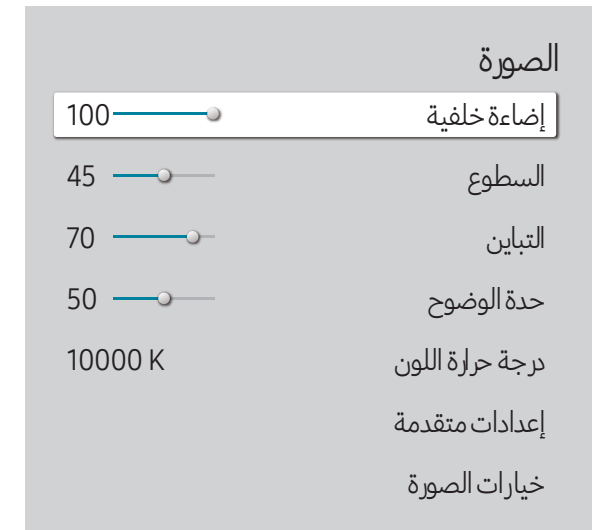 الصورة
إضاءة خلفية 100
السطوع 45
التباين 70
حدة الوضوح 50
درجة حرارة اللون 10000 K
إعدادات متقدمة
خيارات الصورة